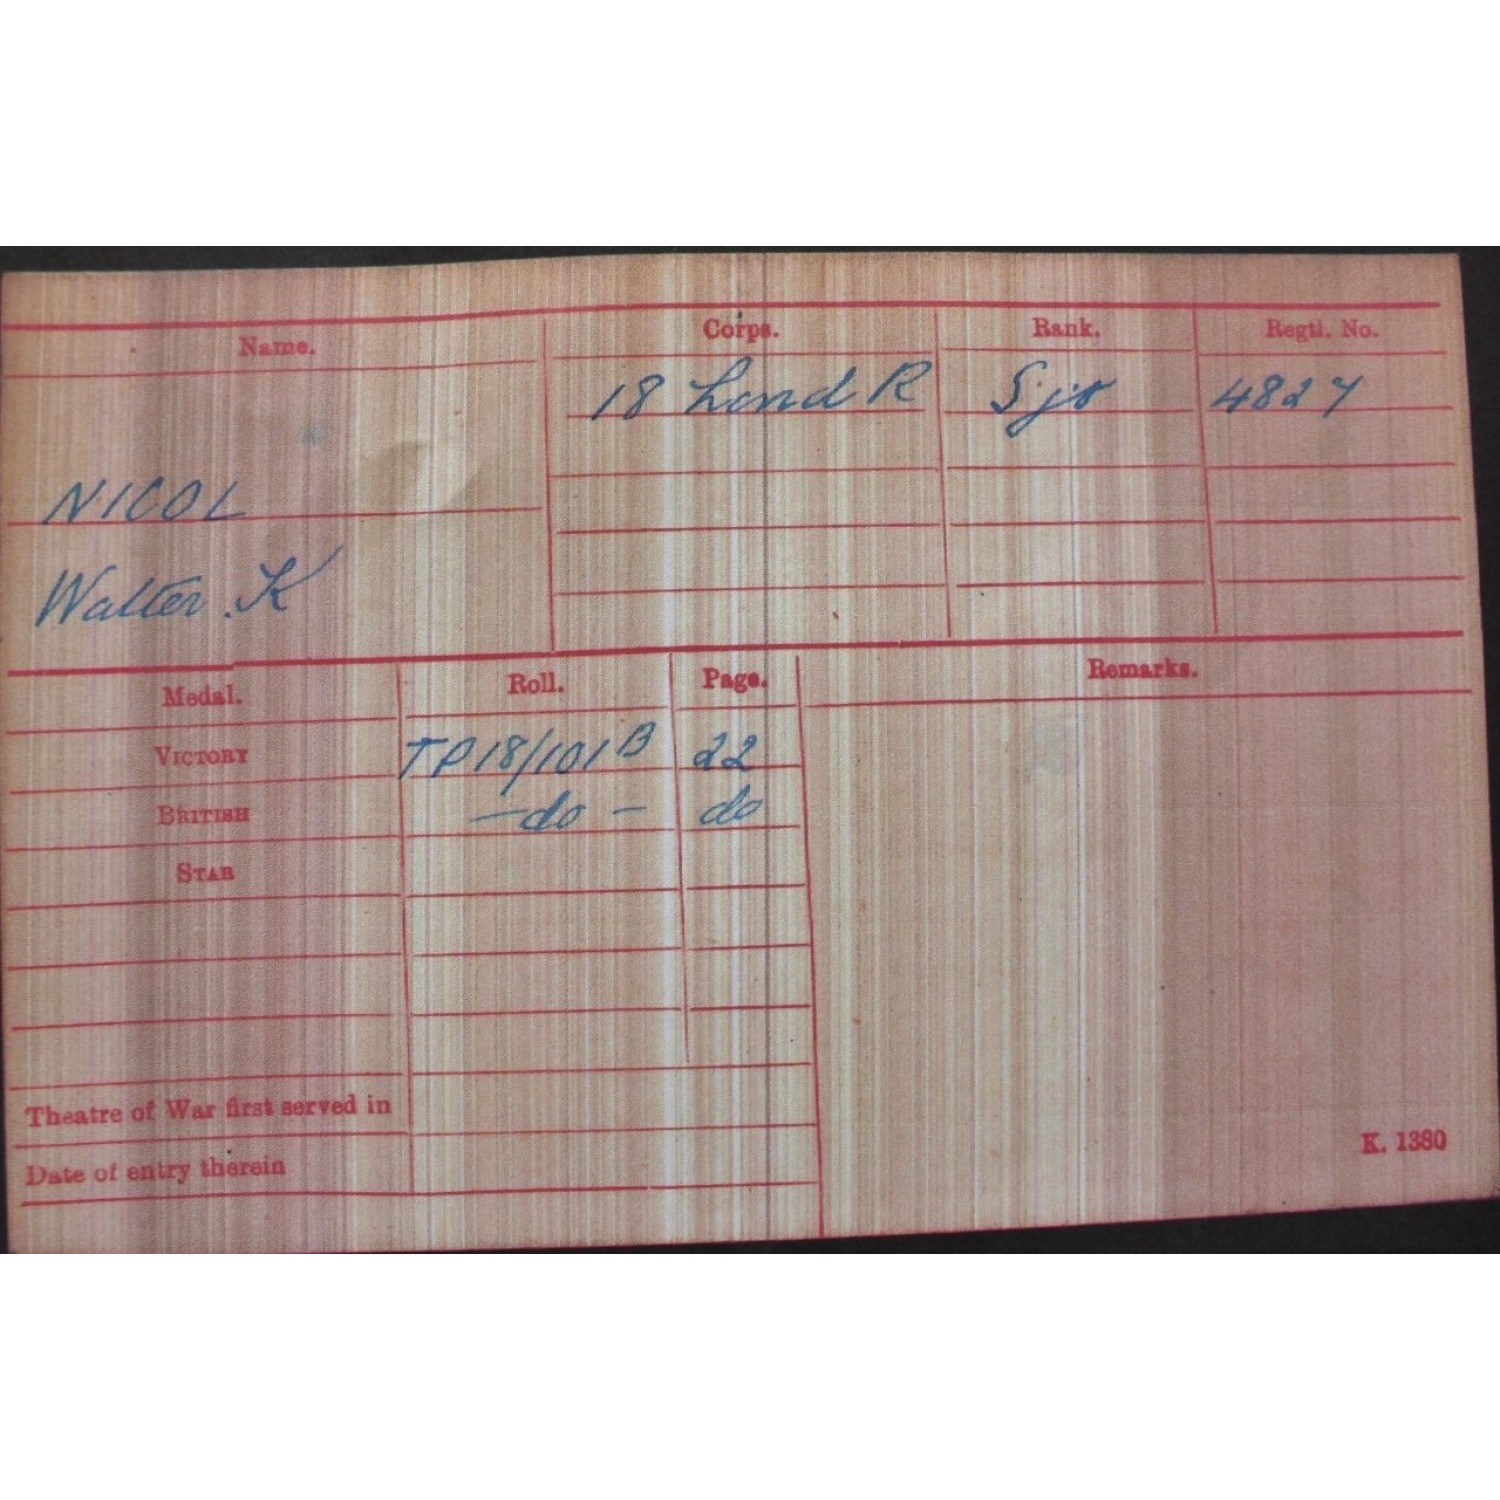 Name. Corps. Rank. Regtl. No.
18 Lond R Sjt 4827
NICOL
Walter. K
Medal. Roll. Page. Remarks.
VICTORY TP18/101B 22
BRITISH -do- do
STAR
Theatre of War first served in
Date of entry therein
K. 1380